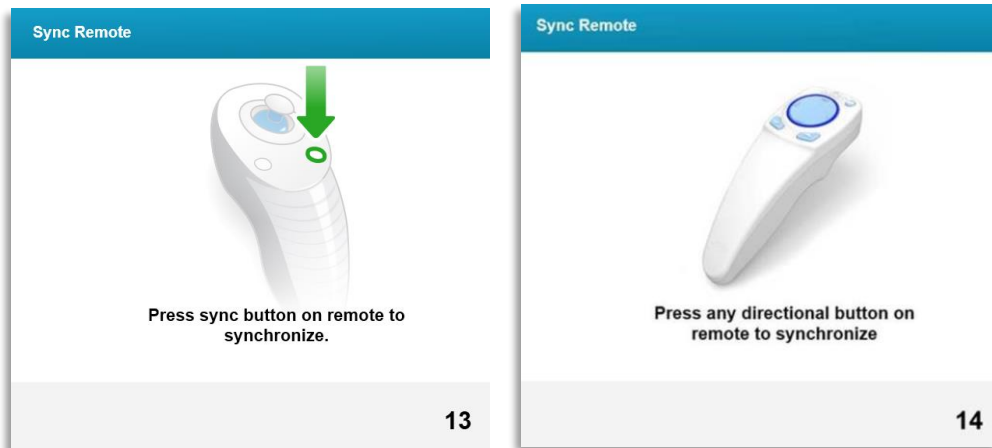 Sync Remote
Press sync button on remote to
synchronize.
13
Sync Remote
Press any directional button on
remote to synchronize
14